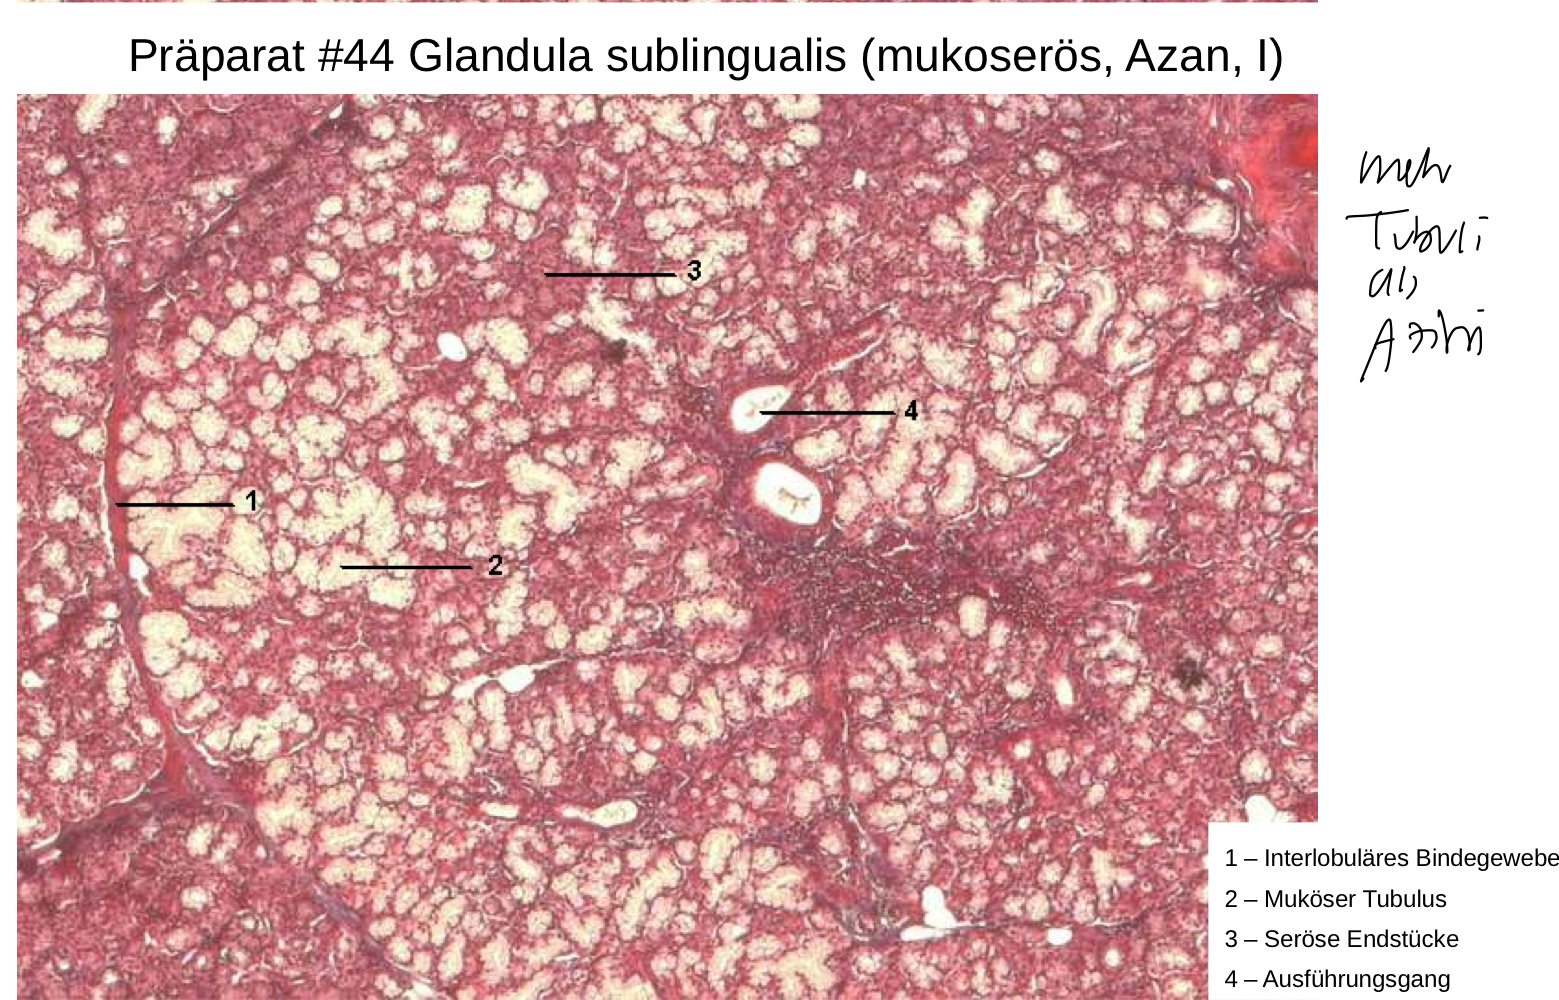 Präparat #44 Glandula sublingualis (mukoserös, Azan, I)
mehr
Tubuli
als
Azini
3
4
1
2
1 – Interlobuläres Bindegewebe
2 – Muköser Tubulus
3 – Seröse Endstücke
4 – Ausführungsgang